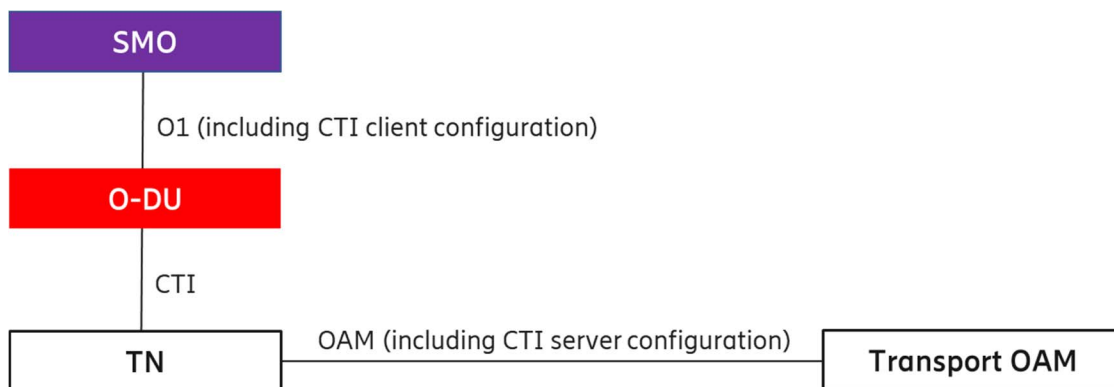 SMO
O1 (including CTI client configuration)
O-DU
CTI
OAM (including CTI server configuration)
TN
Transport OAM